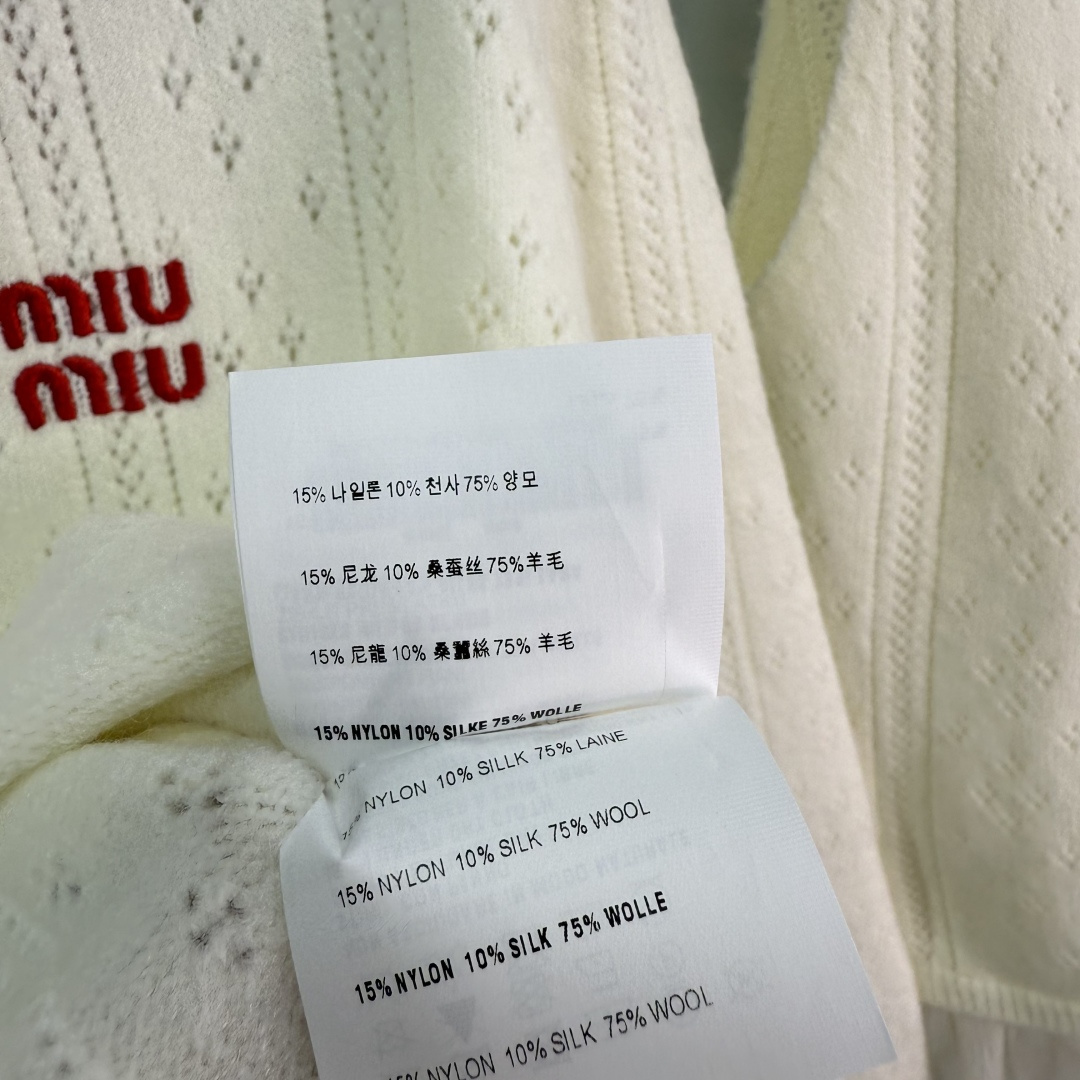 MIU
MIU
15% 나일론 10% 천사 75% 양모
15% 尼龙 10% 桑蚕丝 75%羊毛
15% 尼龍 10% 桑蠶絲 75% 羊毛
15% NYLON 10% SILKE 75% WOLLE
NYLON 10% SILLK 75% LAINE
15% NYLON 10% SILK 75% WOOL
15% NYLON 10% SILK 75% WOLLE
15% NYLON 10% SILK 75% WOOL